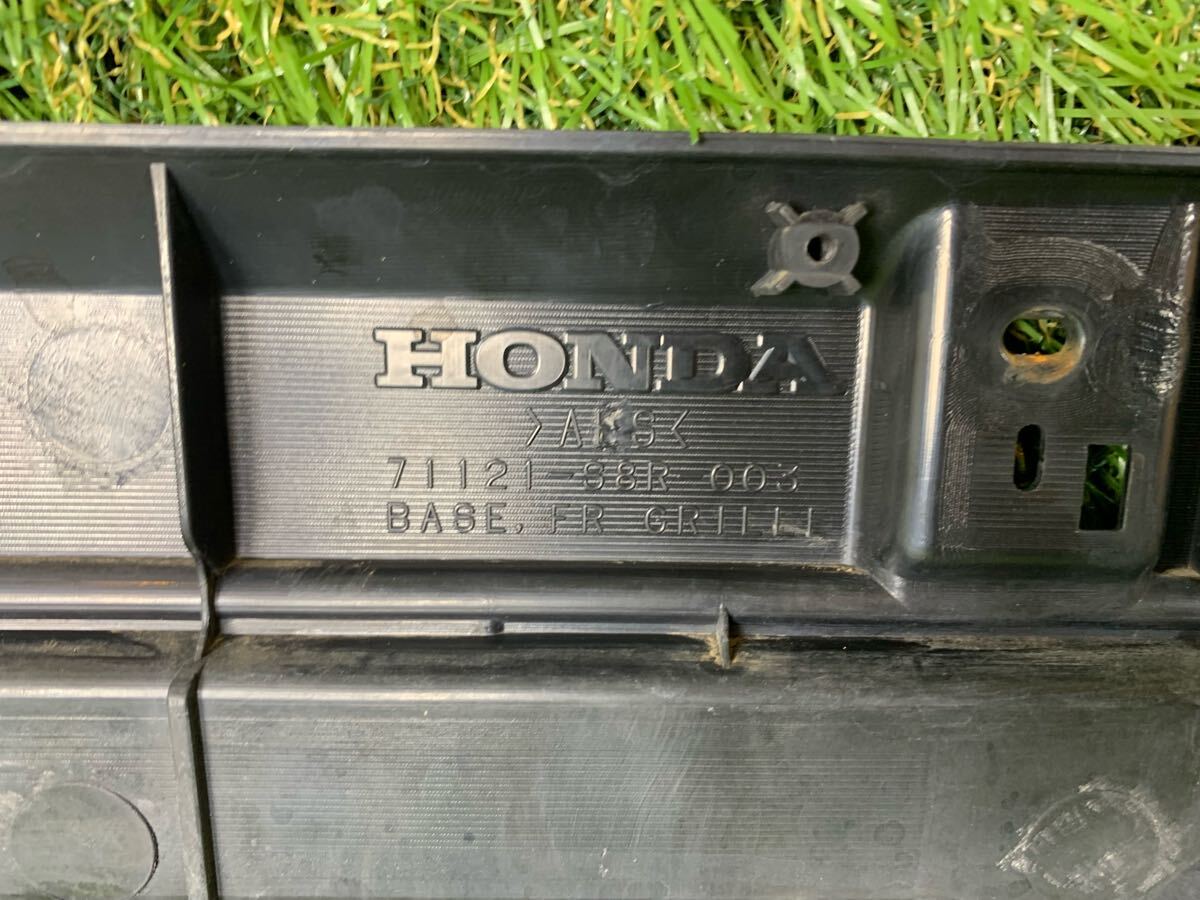 HONDA
>AES<
71121-S8R-003
BASE, FR GRILLE